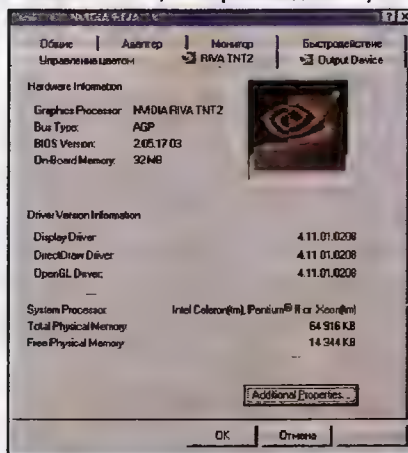 NVIDIA RIVA
Общие
Адаптер
Монитор
Быстродействие
Управление цветом
RIVA TNT2
Output Device
Hardware Information
Graphics Processor NVIDIA RIVA TNT2
Bus Type: AGP
BIOS Version: 2.05.17.03
On-Board Memory: 32 MB
Driver Version Information
Display Driver 4.11.01.0208
DirectDraw Driver 4.11.01.0208
OpenGL Driver: 4.11.01.0208
System Processor Intel Celeron(tm), Pentium® II or Xeon(tm)
Total Physical Memory 64 916 KB
Free Physical Memory 14 344 KB
Additional Properties...
OK
Отмена